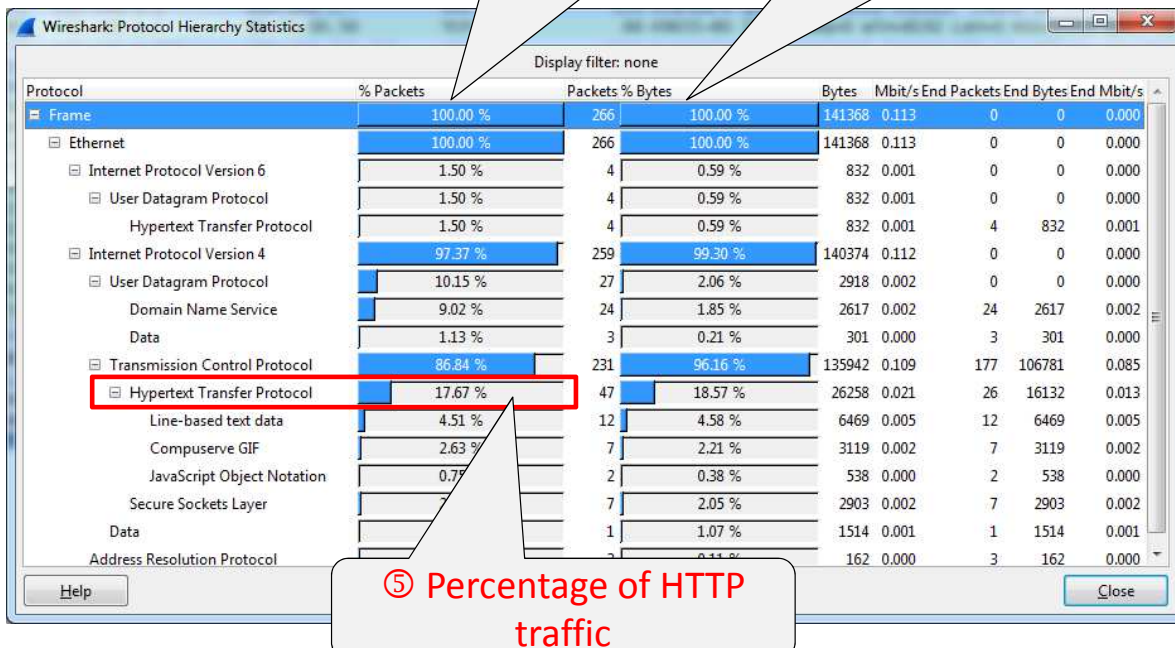 Wireshark: Protocol Hierarchy Statistics
Display filter: none
Protocol % Packets Packets % Bytes Bytes Mbit/s End Packets End Bytes End Mbit/s
Frame 100.00 % 266 100.00 % 141368 0.113 0 0 0.000
Ethernet 100.00 % 266 100.00 % 141368 0.113 0 0 0.000
Internet Protocol Version 6 1.50 % 4 0.59 % 832 0.001 0 0 0.000
User Datagram Protocol 1.50 % 4 0.59 % 832 0.001 0 0 0.000
Hypertext Transfer Protocol 1.50 % 4 0.59 % 832 0.001 4 832 0.001
Internet Protocol Version 4 97.37 % 259 99.30 % 140374 0.112 0 0 0.000
User Datagram Protocol 10.15 % 27 2.06 % 2918 0.002 0 0 0.000
Domain Name Service 9.02 % 24 1.85 % 2617 0.002 24 2617 0.002
Data 1.13 % 3 0.21 % 301 0.000 3 301 0.000
Transmission Control Protocol 86.84 % 231 96.16 % 135942 0.109 177 106781 0.085
Hypertext Transfer Protocol 17.67 % 47 18.57 % 26258 0.021 26 16132 0.013
Line-based text data 4.51 % 12 4.58 % 6469 0.005 12 6469 0.005
Compuserve GIF 2.63 % 7 2.21 % 3119 0.002 7 3119 0.002
JavaScript Object Notation 2 0.38 % 538 0.000 2 538 0.000
Secure Sockets Layer 7 2.05 % 2903 0.002 7 2903 0.002
Data 1 1.07 % 1514 0.001 1 1514 0.001
Address Resolution Protocol 162 0.000 3 162 0.000
Help Close
⑤ Percentage of HTTP
traffic